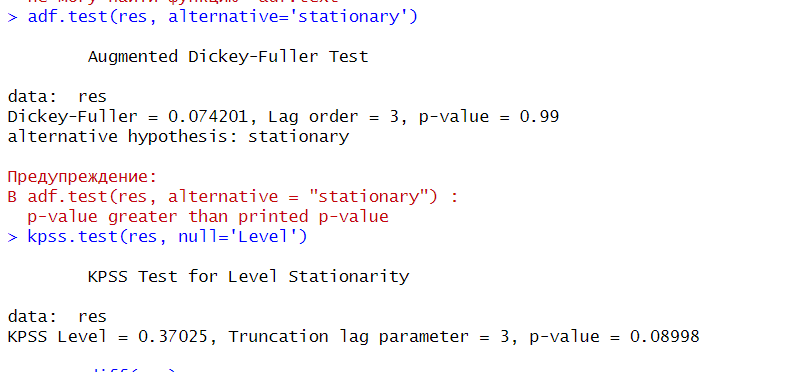 не могу найти функцию "adf.text"
> adf.test(res, alternative='stationary')
Augmented Dickey-Fuller Test
data:  res
Dickey-Fuller = 0.074201, Lag order = 3, p-value = 0.99
alternative hypothesis: stationary
Предупреждение:
В adf.test(res, alternative = "stationary") :
p-value greater than printed p-value
> kpss.test(res, null='Level')
KPSS Test for Level Stationarity
data:  res
KPSS Level = 0.37025, Truncation lag parameter = 3, p-value = 0.08998